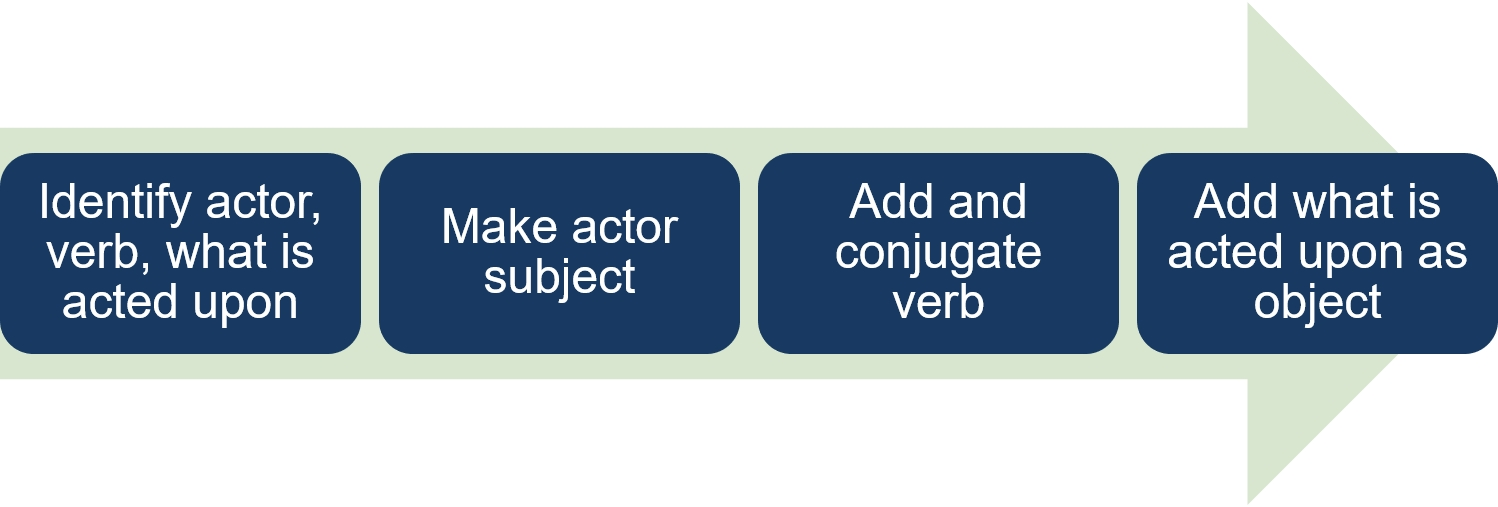 Identify actor,
verb, what is
acted upon
Make actor
subject
Add and
conjugate
verb
Add what is
acted upon as
object